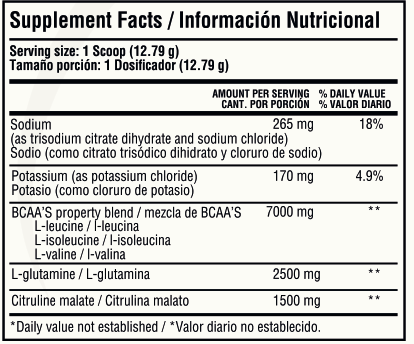 Supplement Facts / Información Nutricional
Serving size: 1 Scoop (12.79 g)
Tamaño porción: 1 Dosificador (12.79 g)
AMOUNT PER SERVING % DAILY VALUE
CANT. POR PORCIÓN % VALOR DIARIO
Sodium 265 mg 18%
(as trisodium citrate dihydrate and sodium chloride)
Sodio (como citrato trisódico dihidrato y cloruro de sodio)
Potassium (as potassium chloride) 170 mg 4.9%
Potasio (como cloruro de potasio)
BCAA'S property blend / mezcla de BCAA'S 7000 mg **
L-leucine / l-leucina
L-isoleucine / l-isoleucina
L-valine / l-valina
L-glutamine / L-glutamina 2500 mg **
Citruline malate / Citrulina malato 1500 mg **
*Daily value not established / *Valor diario no establecido.